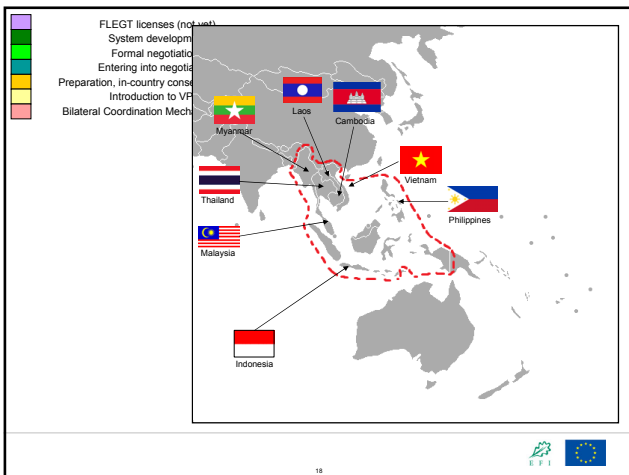 FLEGT licenses (not yet)
System developm
Formal negotiatio
Entering into negotia
Preparation, in-country conse
Introduction to VP
Bilateral Coordination Mecha
Myanmar
Laos
Cambodia
Thailand
Vietnam
Philippines
Malaysia
Indonesia
EFI
18